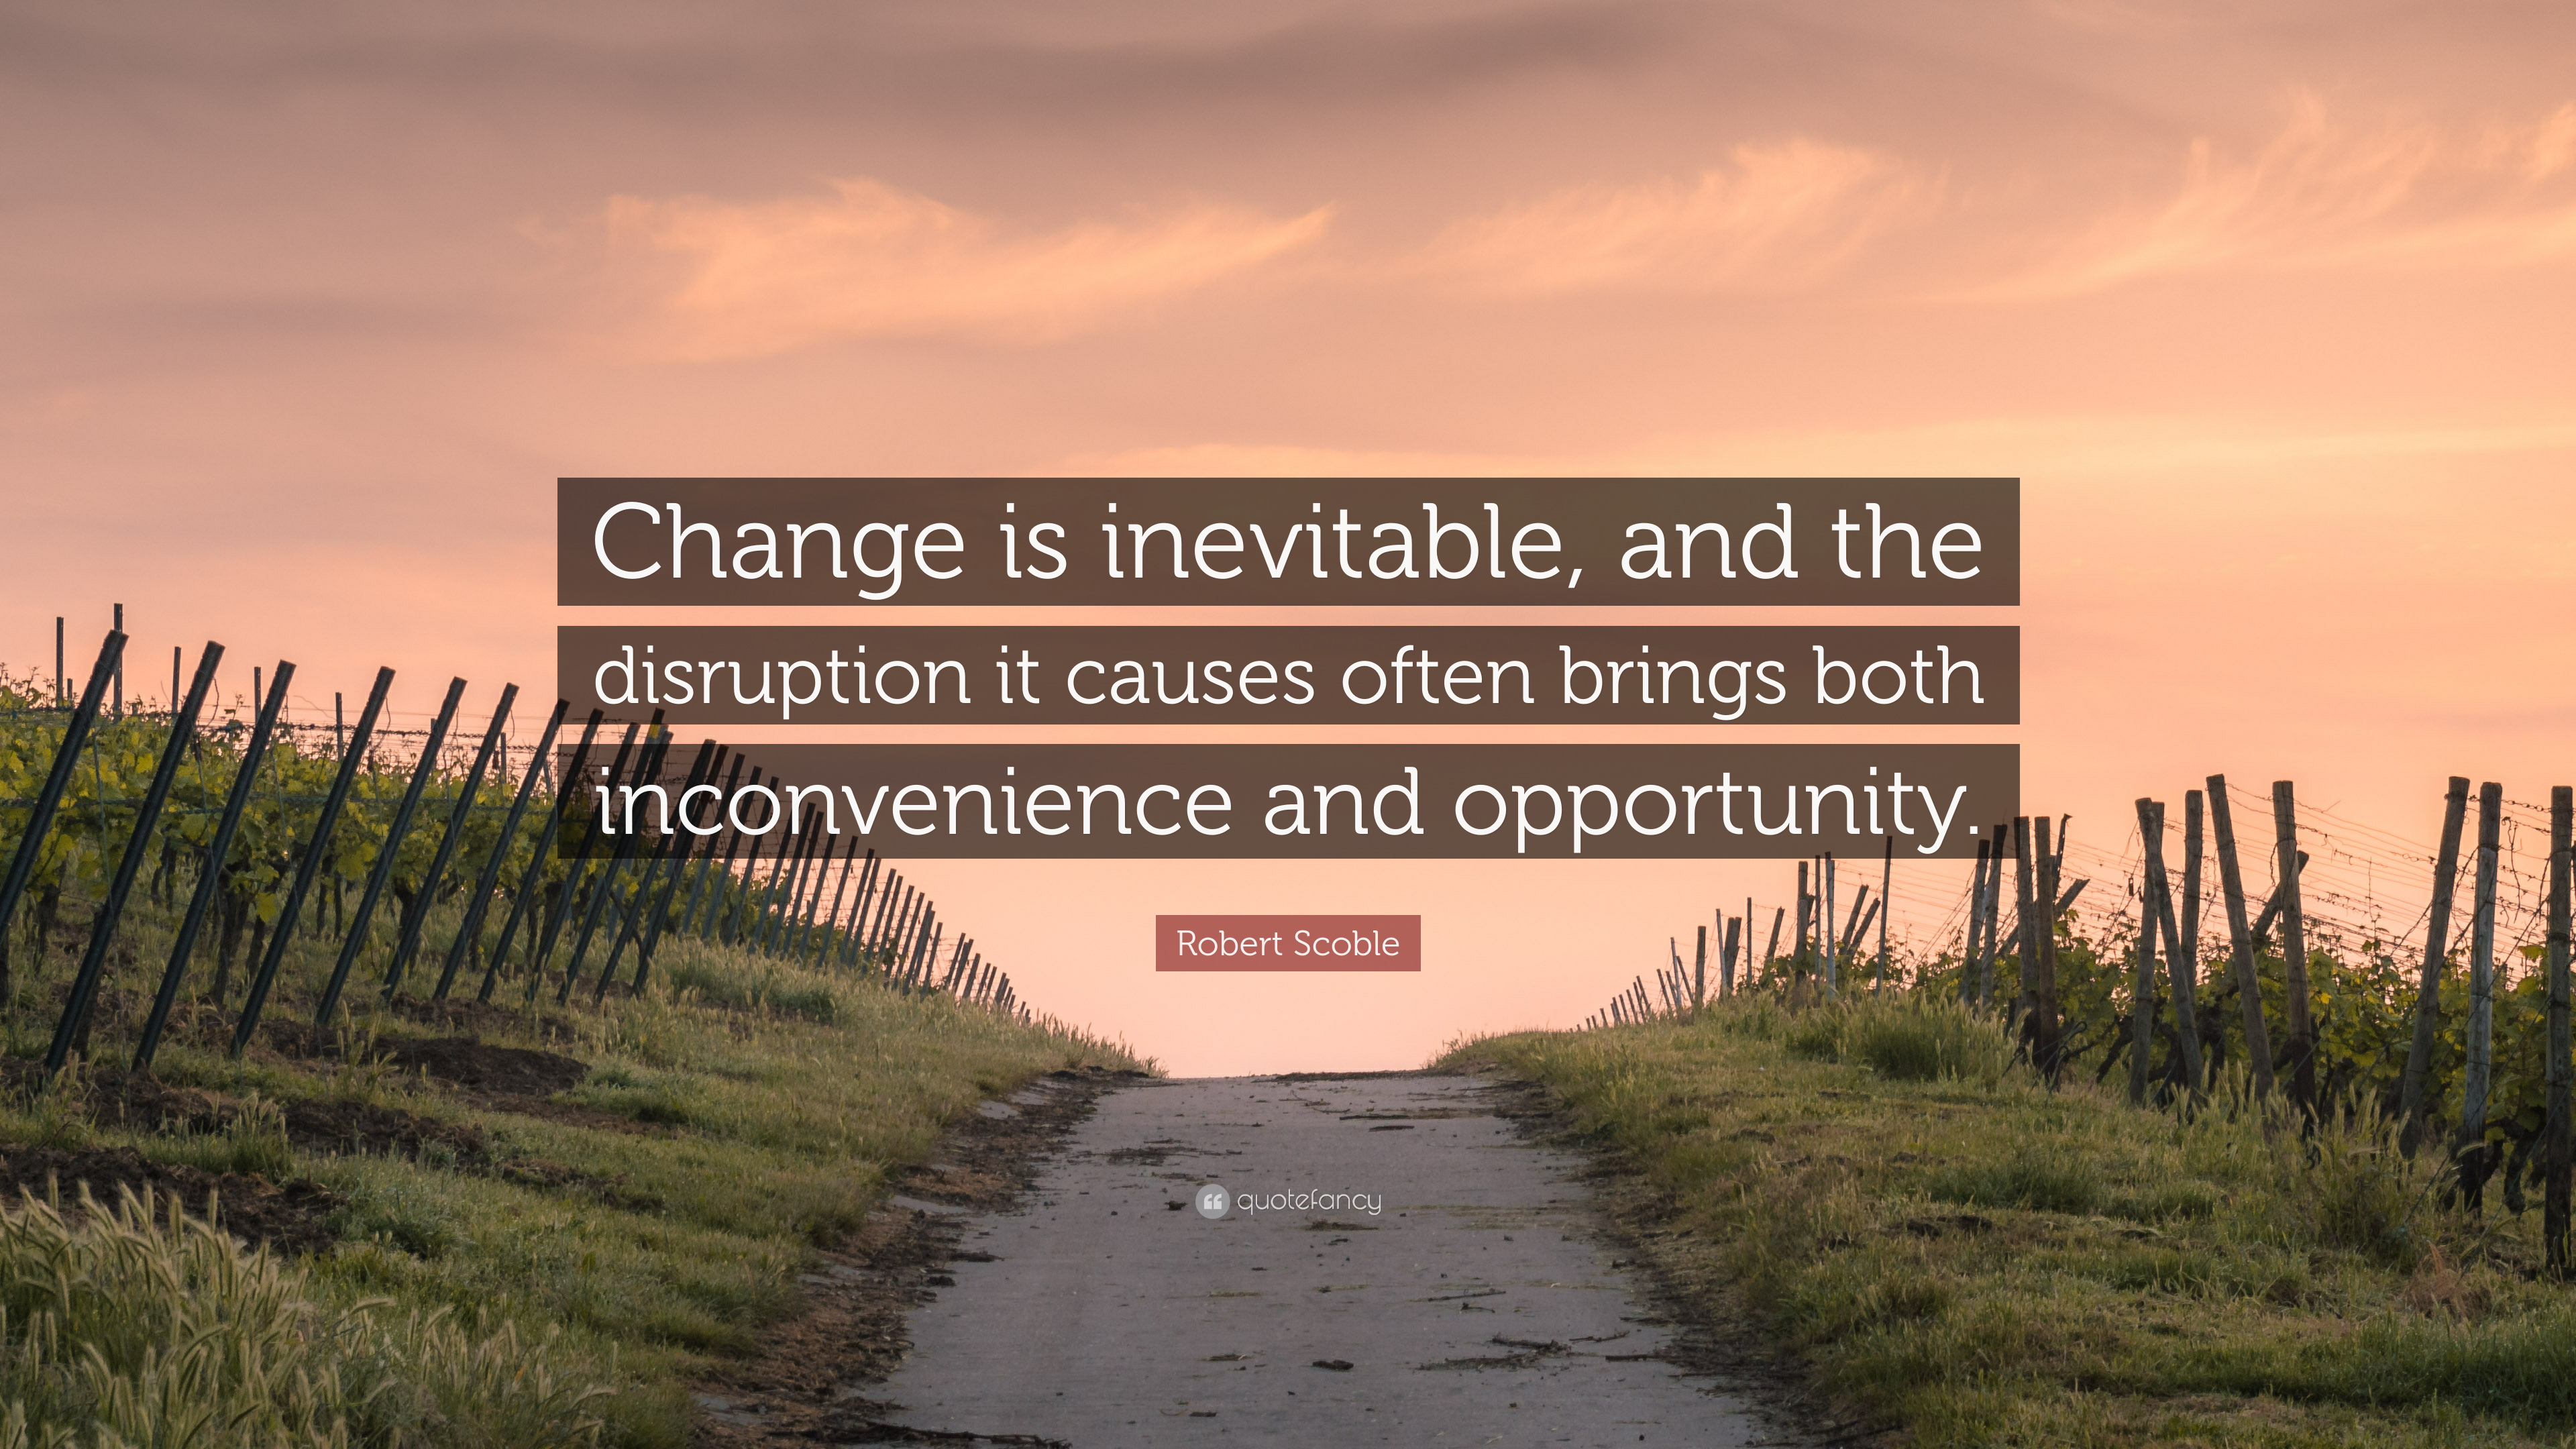 Change is inevitable, and the
disruption it causes often brings both
inconvenience and opportunity.
Robert Scoble
quotefancy